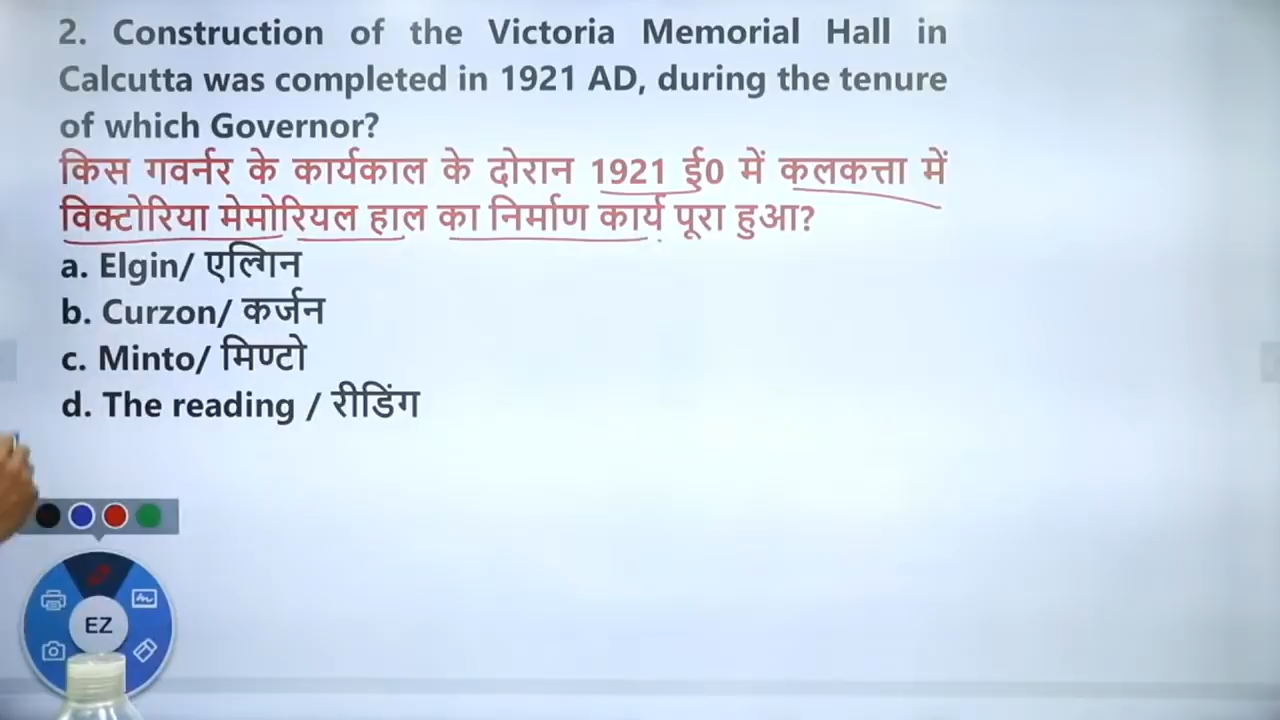 2. Construction of the Victoria Memorial Hall in
Calcutta was completed in 1921 AD, during the tenure
of which Governor?
किस गवर्नर के कार्यकाल के दोरान 1921 ई0 में कलकत्ता में
विक्टोरिया मेमोरियल हाल का निर्माण कार्य पूरा हुआ?
a. Elgin/ एल्गिन
b. Curzon/ कर्जन
c. Minto/ मिण्टो
d. The reading / रीडिंग
EZ